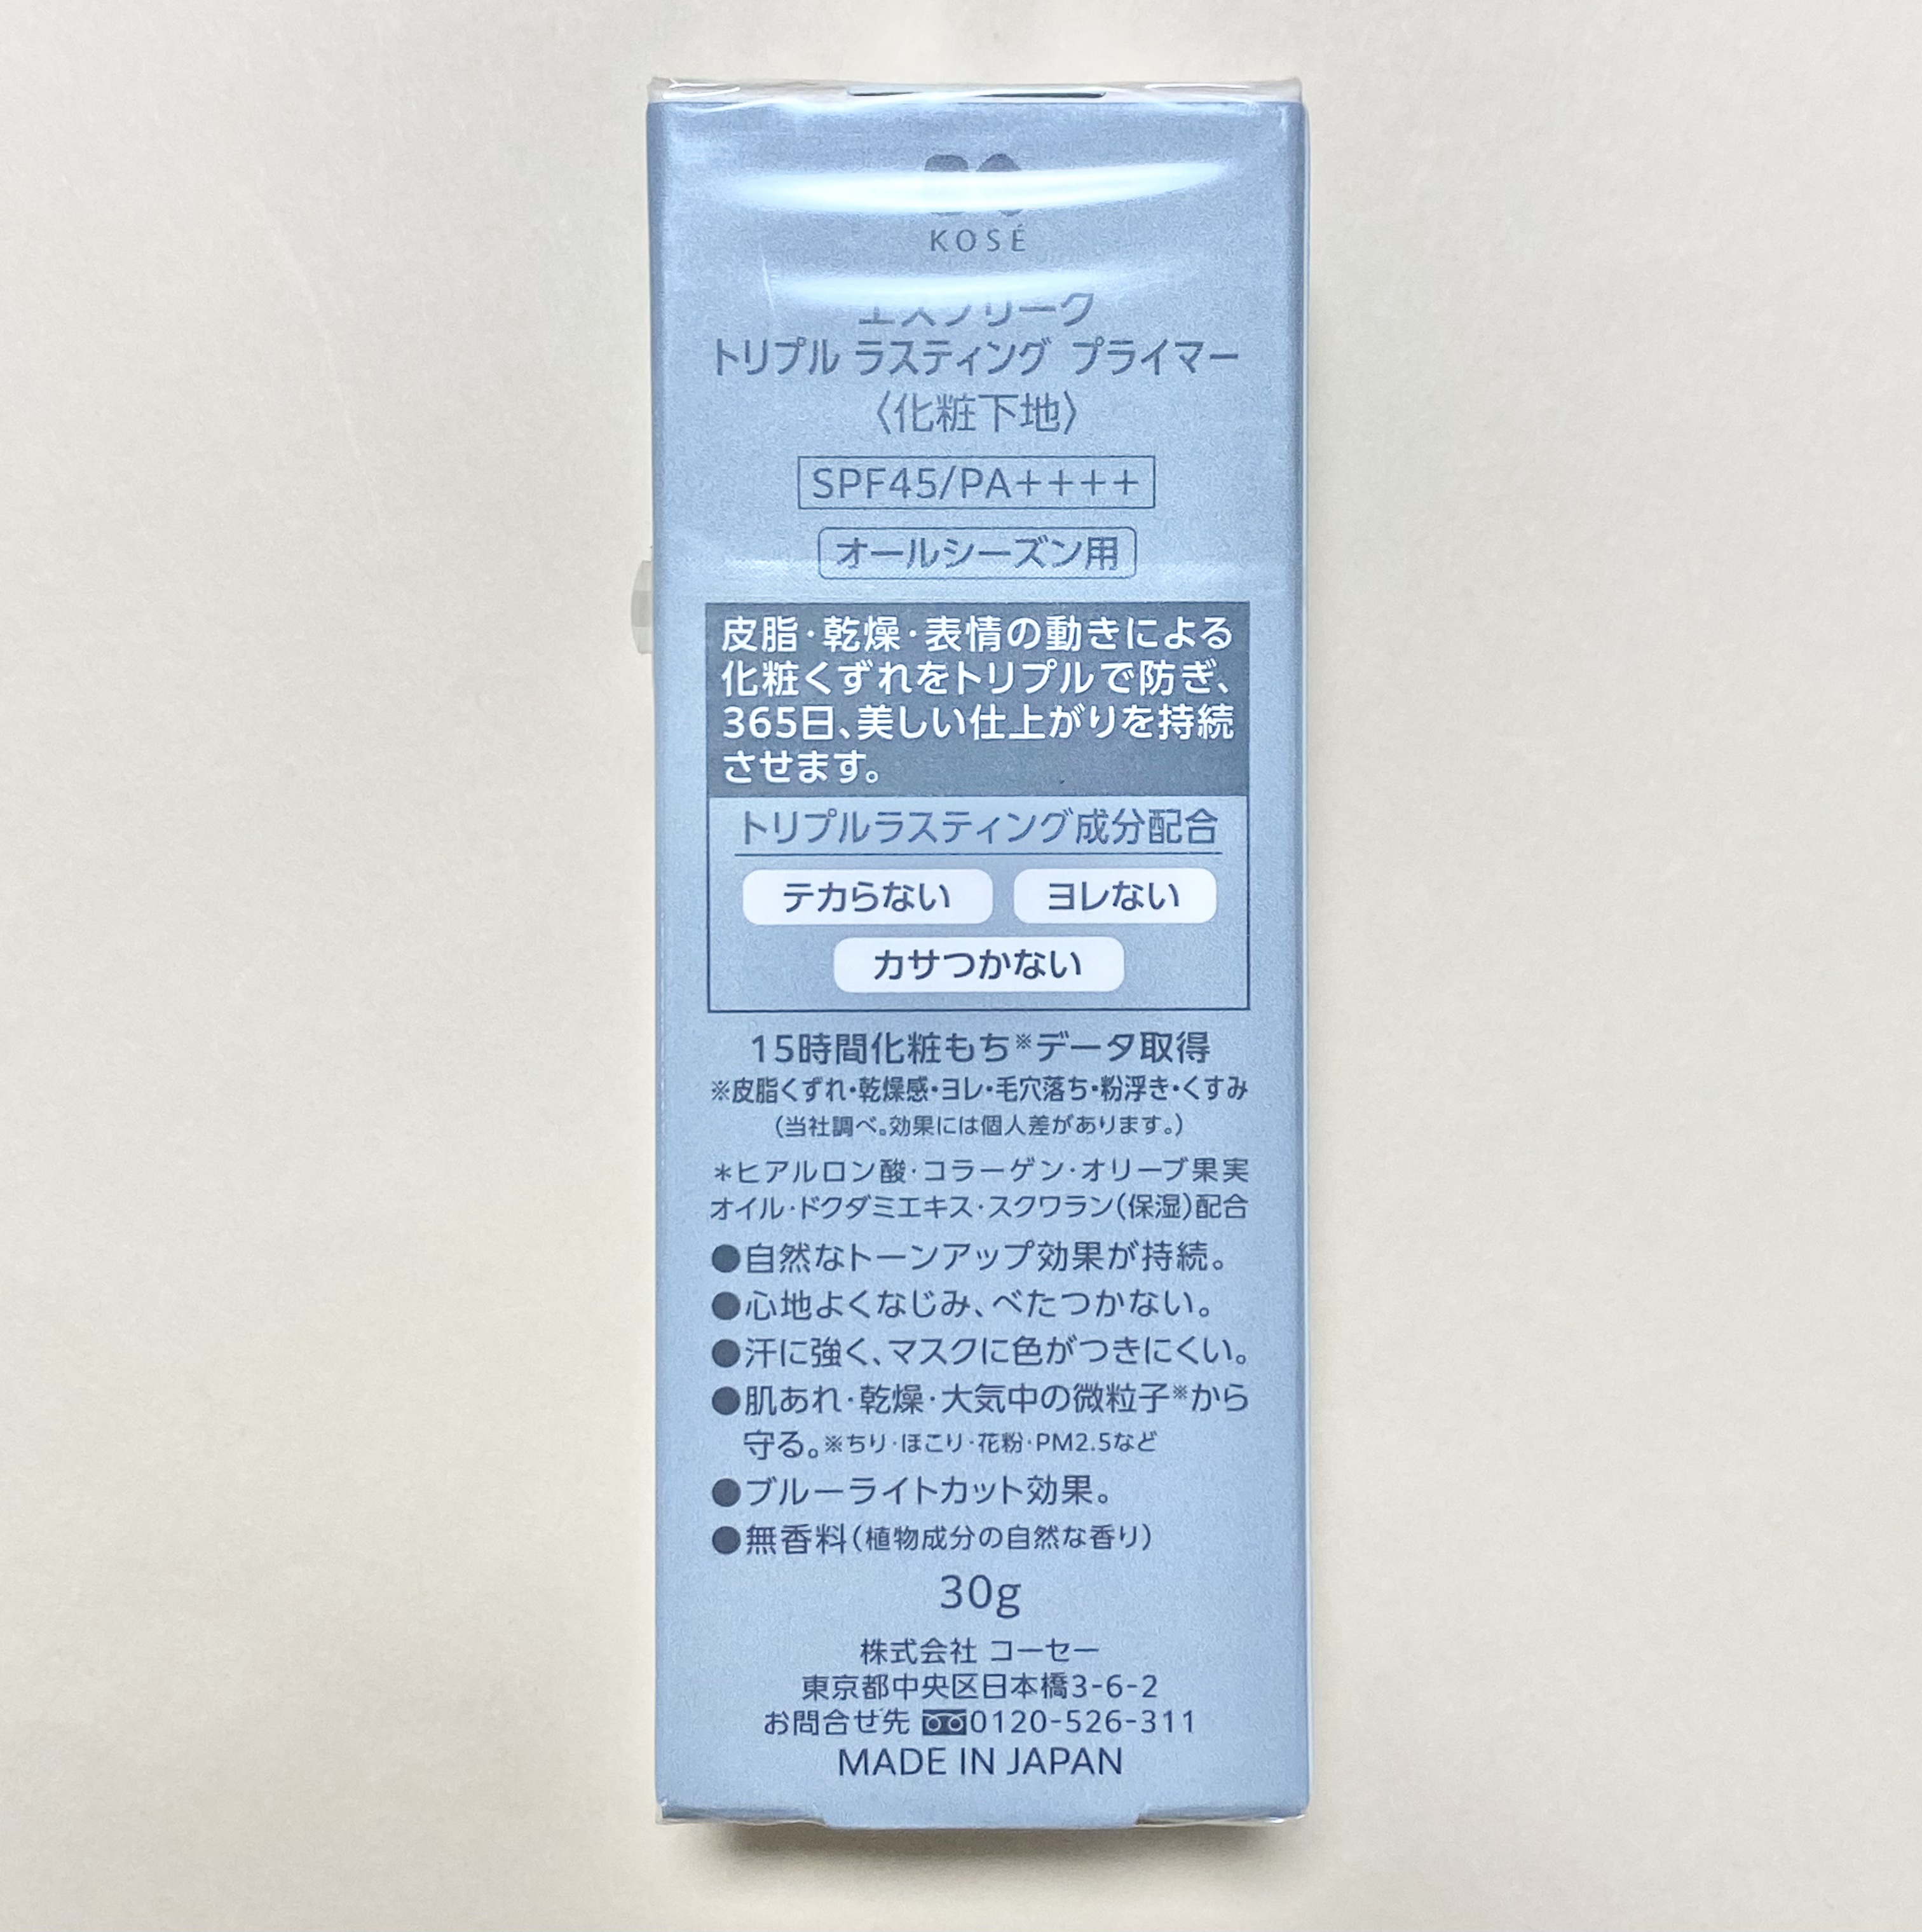 KOSÉ
エスプリーク
トリプル ラスティング プライマー
〈化粧下地〉
SPF45/PA++++
オールシーズン用
皮脂・乾燥・表情の動きによる
化粧くずれをトリプルで防ぎ、
365日、美しい仕上がりを持続
させます。
トリプルラスティング成分配合
テカらない ヨレない
カサつかない
15時間化粧もち※データ取得
※皮脂くずれ・乾燥感・ヨレ・毛穴落ち・粉浮き・くすみ
(当社調べ。効果には個人差があります。)
*ヒアルロン酸・コラーゲン・オリーブ果実
オイル・ドクダミエキス・スクワラン(保湿)配合
●自然なトーンアップ効果が持続。
●心地よくなじみ、べたつかない。
●汗に強く、マスクに色がつきにくい。
●肌あれ・乾燥・大気中の微粒子※から
守る。※ちり・ほこり・花粉・PM2.5など
●ブルーライトカット効果。
●無香料(植物成分の自然な香り)
30g
株式会社 コーセー
東京都中央区日本橋3-6-2
お問合せ先 0120-526-311
MADE IN JAPAN